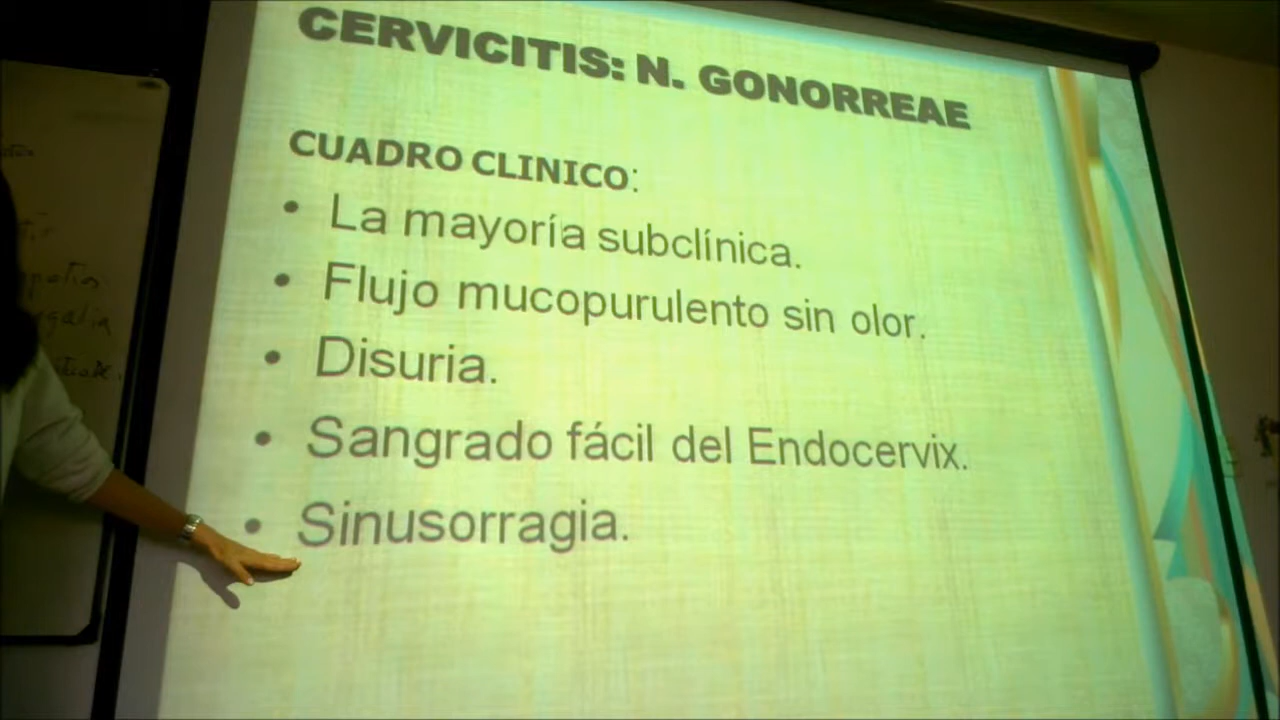 CERVICITIS: N. GONORREAE
CUADRO CLINICO:
• La mayoría subclínica.
• Flujo mucopurulento sin olor.
• Disuria.
• Sangrado fácil del Endocervix.
• Sinusorragia.